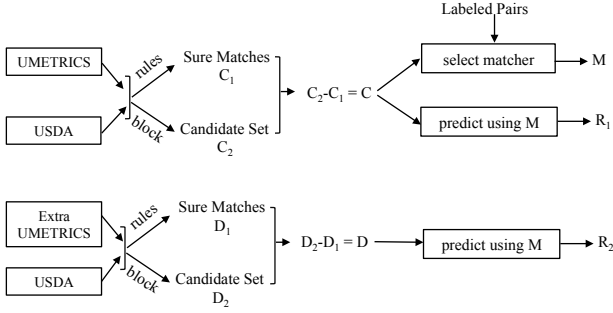 Labeled Pairs
UMETRICS
rules
Sure Matches
C1
select matcher
M
C2-C1 = C
USDA
block
Candidate Set
C2
predict using M
R1
Extra
UMETRICS
rules
Sure Matches
D1
D2-D1 = D
predict using M
R2
USDA
block
Candidate Set
D2